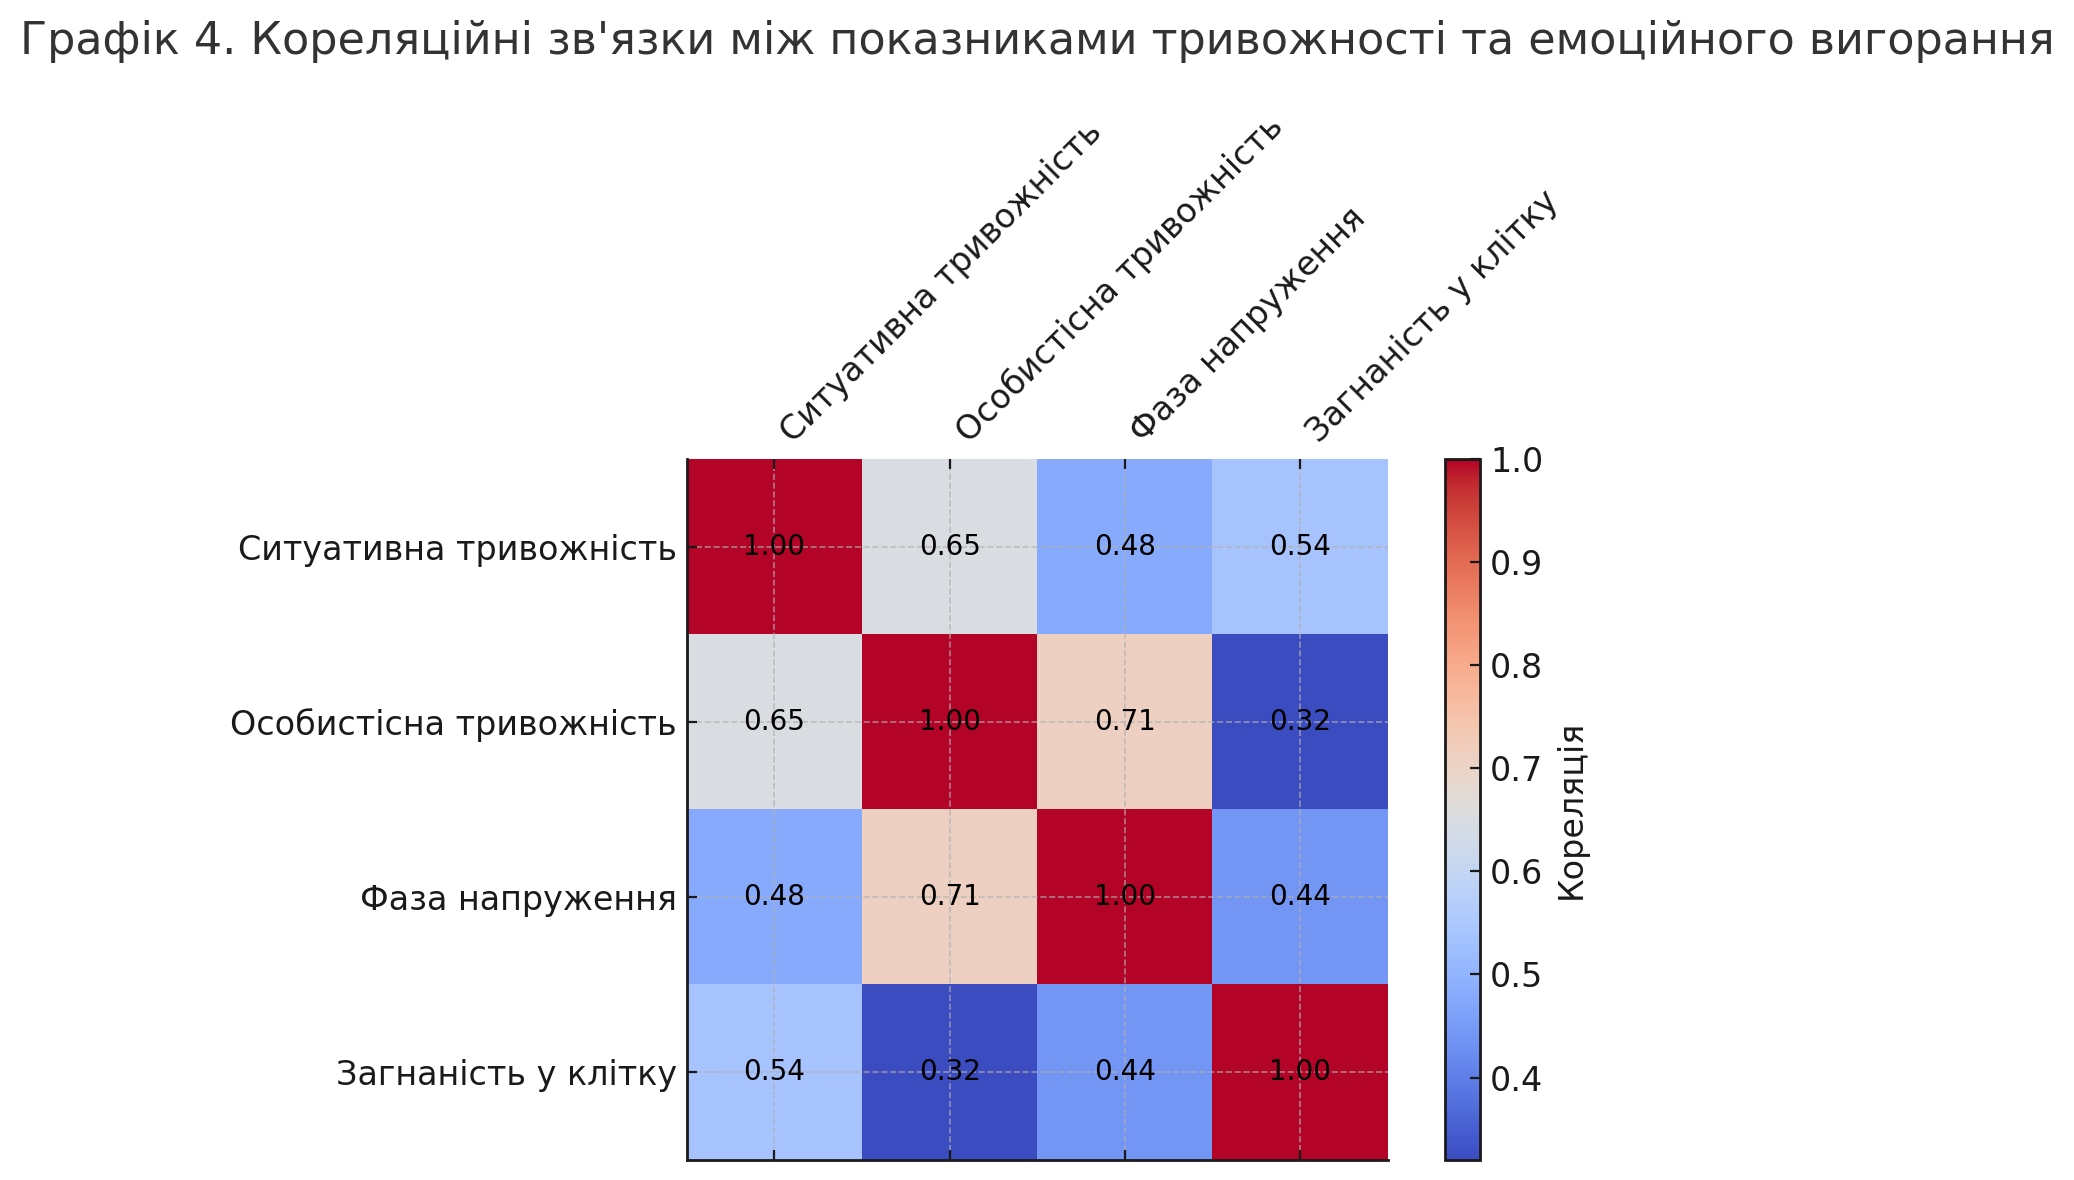 Графік 4. Кореляційні зв'язки між показниками тривожності та емоційного вигорання
Ситуативна тривожність
Особистісна тривожність
Фаза напруження
Загнаність у клітку
Ситуативна тривожність
1.00 0.65 0.48 0.54
Особистісна тривожність
0.65 1.00 0.71 0.32
Фаза напруження
0.48 0.71 1.00 0.44
Загнаність у клітку
0.54 0.32 0.44 1.00
1.0
0.9
0.8
0.7
0.6
0.5
0.4
Кореляція